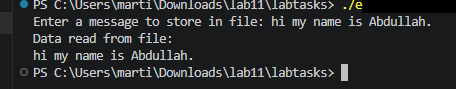 PS C:\Users\marti\Downloads\lab11\labtasks> ./e
Enter a message to store in file: hi my name is Abdullah.
Data read from file:
hi my name is Abdullah.
PS C:\Users\marti\Downloads\lab11\labtasks>